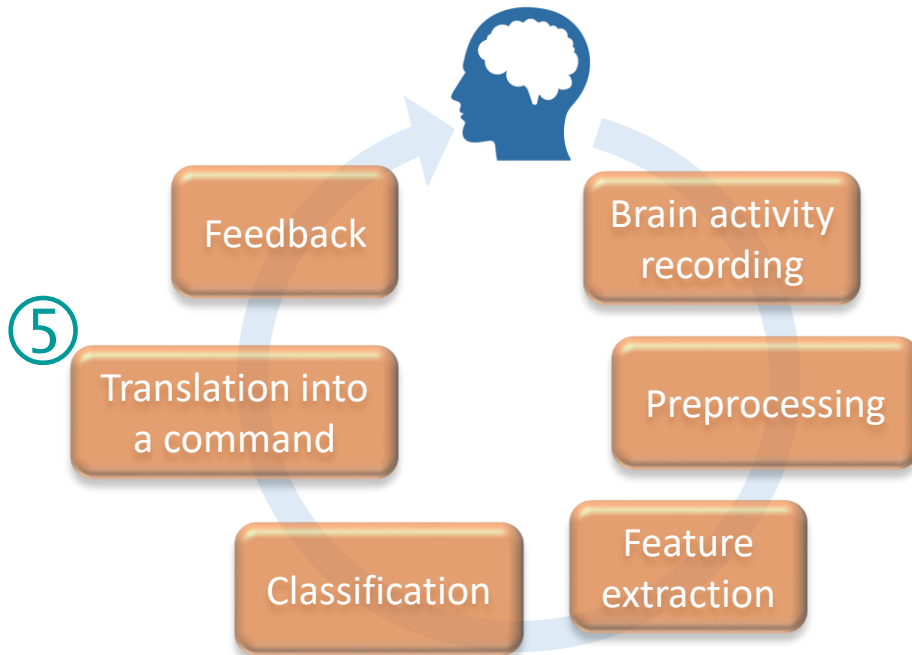 Brain activity
recording
Preprocessing
Feature
extraction
Classification
⑤
Translation into
a command
Feedback